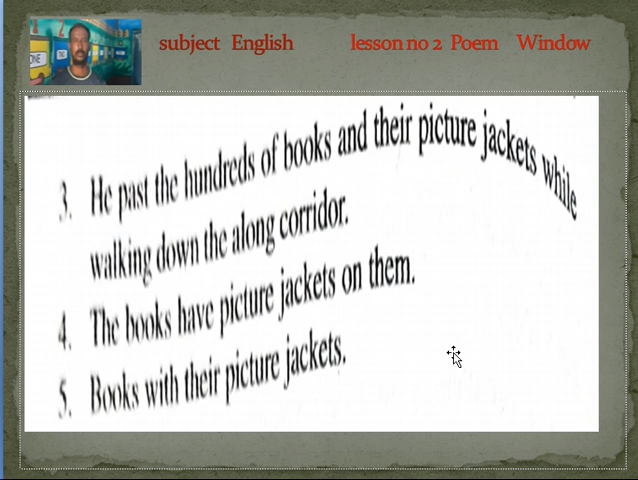 subject English lesson no 2 Poem Window
3. He past the hundreds of books and their picture jackets while
walking down the along corridor.
4. The books have picture jackets on them.
5. Books with their picture jackets.